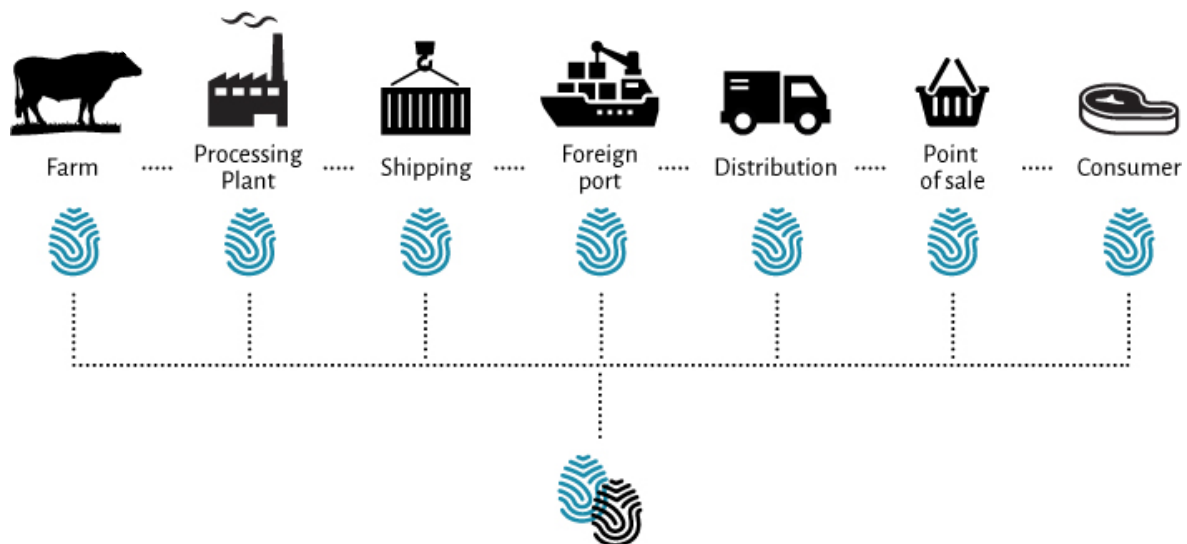 Farm
Processing
Plant
Shipping
Foreign
port
Distribution
Point
of sale
Consumer